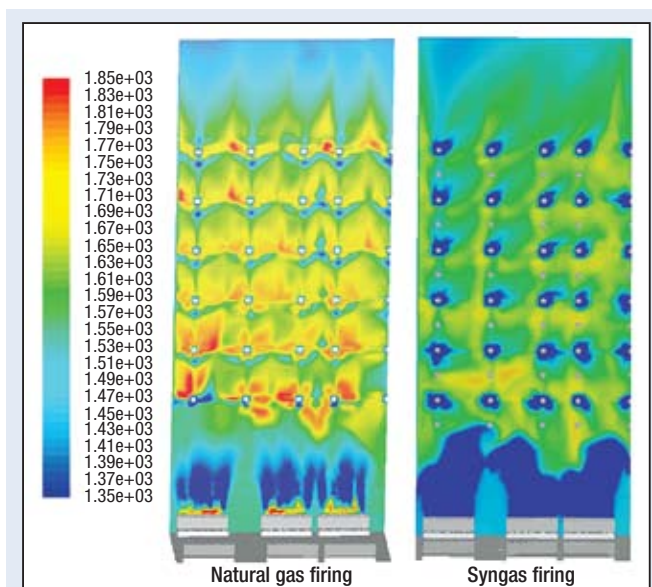 1.85e+03
1.83e+03
1.81e+03
1.79e+03
1.77e+03
1.75e+03
1.73e+03
1.71e+03
1.69e+03
1.67e+03
1.65e+03
1.63e+03
1.61e+03
1.59e+03
1.57e+03
1.55e+03
1.53e+03
1.51e+03
1.49e+03
1.47e+03
1.45e+03
1.43e+03
1.41e+03
1.39e+03
1.37e+03
1.35e+03
Natural gas firing
Syngas firing